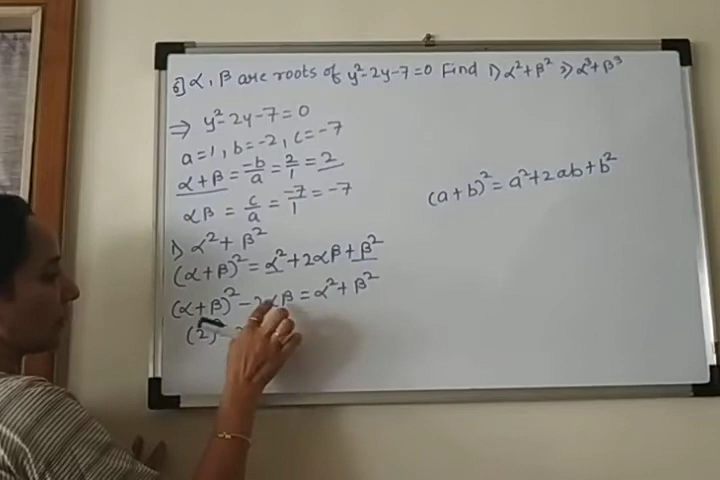 6] α, β are roots of y²-2y-7=0 Find 1) α²+β² 2) α³+β³
⇒ y²-2y-7=0
a=1, b=-2, c=-7
α+β = -b/a = 2/1 = 2
αβ = c/a = -7/1 = -7
1) α²+β²
(α+β)² = α²+2αβ+β²
(α+β)²-2αβ = α²+β²
(2)
(a+b)² = a²+2ab+b²